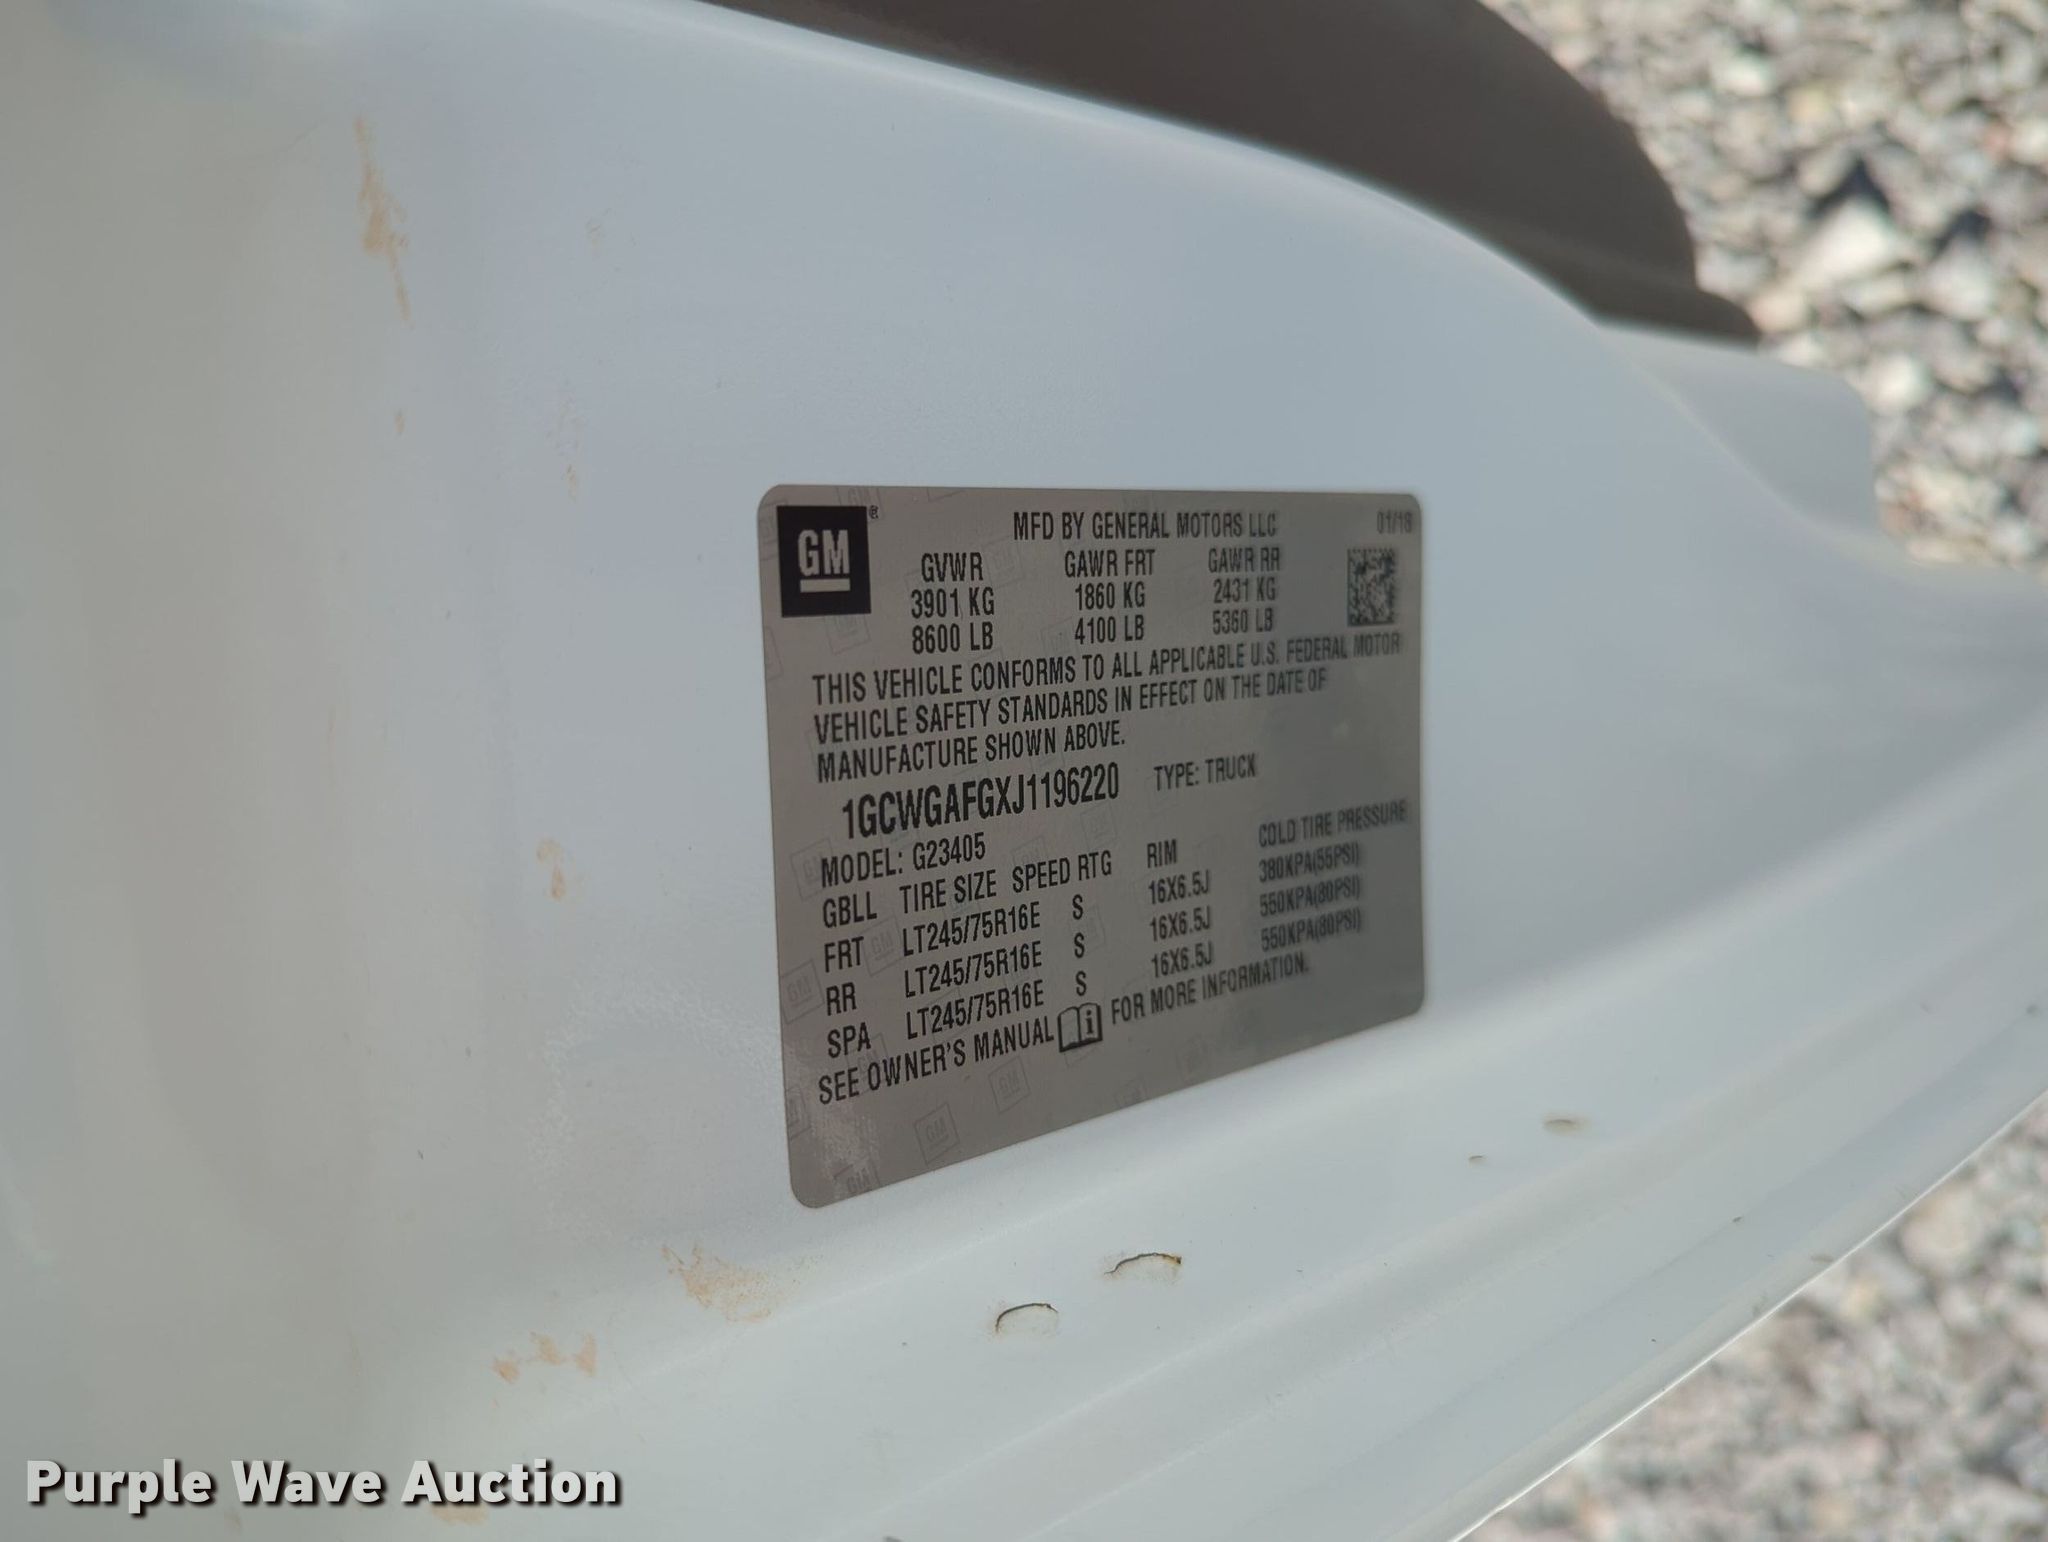 GM®
MFD BY GENERAL MOTORS LLC 01/18
GVWR GAWR FRT GAWR RR
3901 KG 1860 KG 2431 KG
8600 LB 4100 LB 5360 LB
THIS VEHICLE CONFORMS TO ALL APPLICABLE U.S. FEDERAL MOTOR
VEHICLE SAFETY STANDARDS IN EFFECT ON THE DATE OF
MANUFACTURE SHOWN ABOVE.
1GCWGAFGXJ1196220 TYPE: TRUCK
MODEL: G23405
GBLL TIRE SIZE SPEED RTG RIM COLD TIRE PRESSURE
FRT LT245/75R16E S 16X6.5J 380KPA(55PSI)
RR LT245/75R16E S 16X6.5J 550KPA(80PSI)
SPA LT245/75R16E S 16X6.5J 550KPA(80PSI)
SEE OWNER'S MANUAL FOR MORE INFORMATION.
Purple Wave Auction